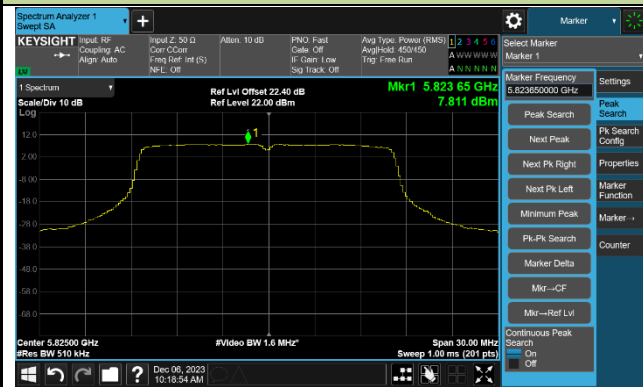 Spectrum Analyzer 1
Swept SA
Marker
KEYSIGHT
Input: RF
Coupling: AC
Align: Auto
Input Z: 50 Ω
Corr CCorr
Freq Ref: Int (S)
NFE: Off
Atten: 10 dB
PNO: Fast
Gate: Off
IF Gain: Low
Sig Track: Off
Avg Type: Power (RMS)
Avg|Hold: 450/450
Trig: Free Run
1 2 3 4 5 6
A W W W W W
A N N N N N
LVI
Select Marker
Marker 1
1 Spectrum
Scale/Div 10 dB
Log
Ref Lvl Offset 22.40 dB
Ref Level 22.00 dBm
Mkr1 5.823 65 GHz
7.811 dBm
12.0
2.00
-8.00
-18.0
-28.0
-38.0
-48.0
-58.0
-68.0
1
Center 5.82500 GHz
#Res BW 510 kHz
#Video BW 1.6 MHz*
Span 30.00 MHz
Sweep 1.00 ms (201 pts)
Marker Frequency
5.823650000 GHz
Peak Search
Next Peak
Next Pk Right
Next Pk Left
Minimum Peak
Pk-Pk Search
Marker Delta
Mkr→CF
Mkr→Ref Lvl
Continuous Peak
Search
On
Off
Settings
Peak
Search
Pk Search
Config
Properties
Marker
Function
Marker→
Counter
Dec 06, 2023
10:18:54 AM